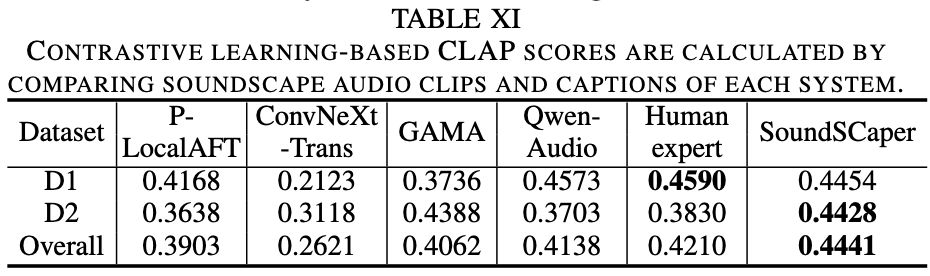 TABLE XI
CONTRASTIVE LEARNING-BASED CLAP SCORES ARE CALCULATED BY
COMPARING SOUNDSCAPE AUDIO CLIPS AND CAPTIONS OF EACH SYSTEM.
Dataset P-LocalAFT ConvNeXt-Trans GAMA Qwen-Audio Human expert SoundSCaper
D1 0.4168 0.2123 0.3736 0.4573 0.4590 0.4454
D2 0.3638 0.3118 0.4388 0.3703 0.3830 0.4428
Overall 0.3903 0.2621 0.4062 0.4138 0.4210 0.4441